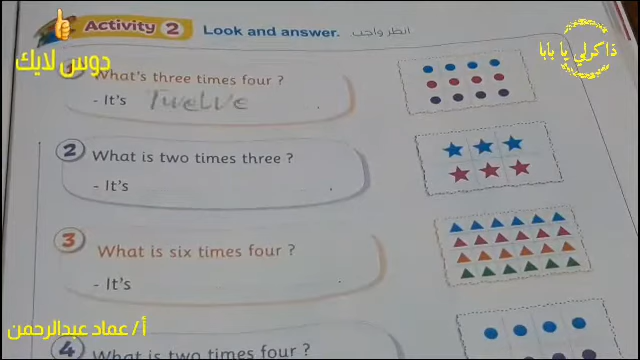 Activity 2 Look and answer. انظر وأجب
دوس لايك
ذاكرلي يا بابا
What's three times four ?
- It's Twelve .
2 What is two times three ?
- It's .
3 What is six times four ?
- It's .
أ/ عماد عبدالرحمن
4 What is two times four ?